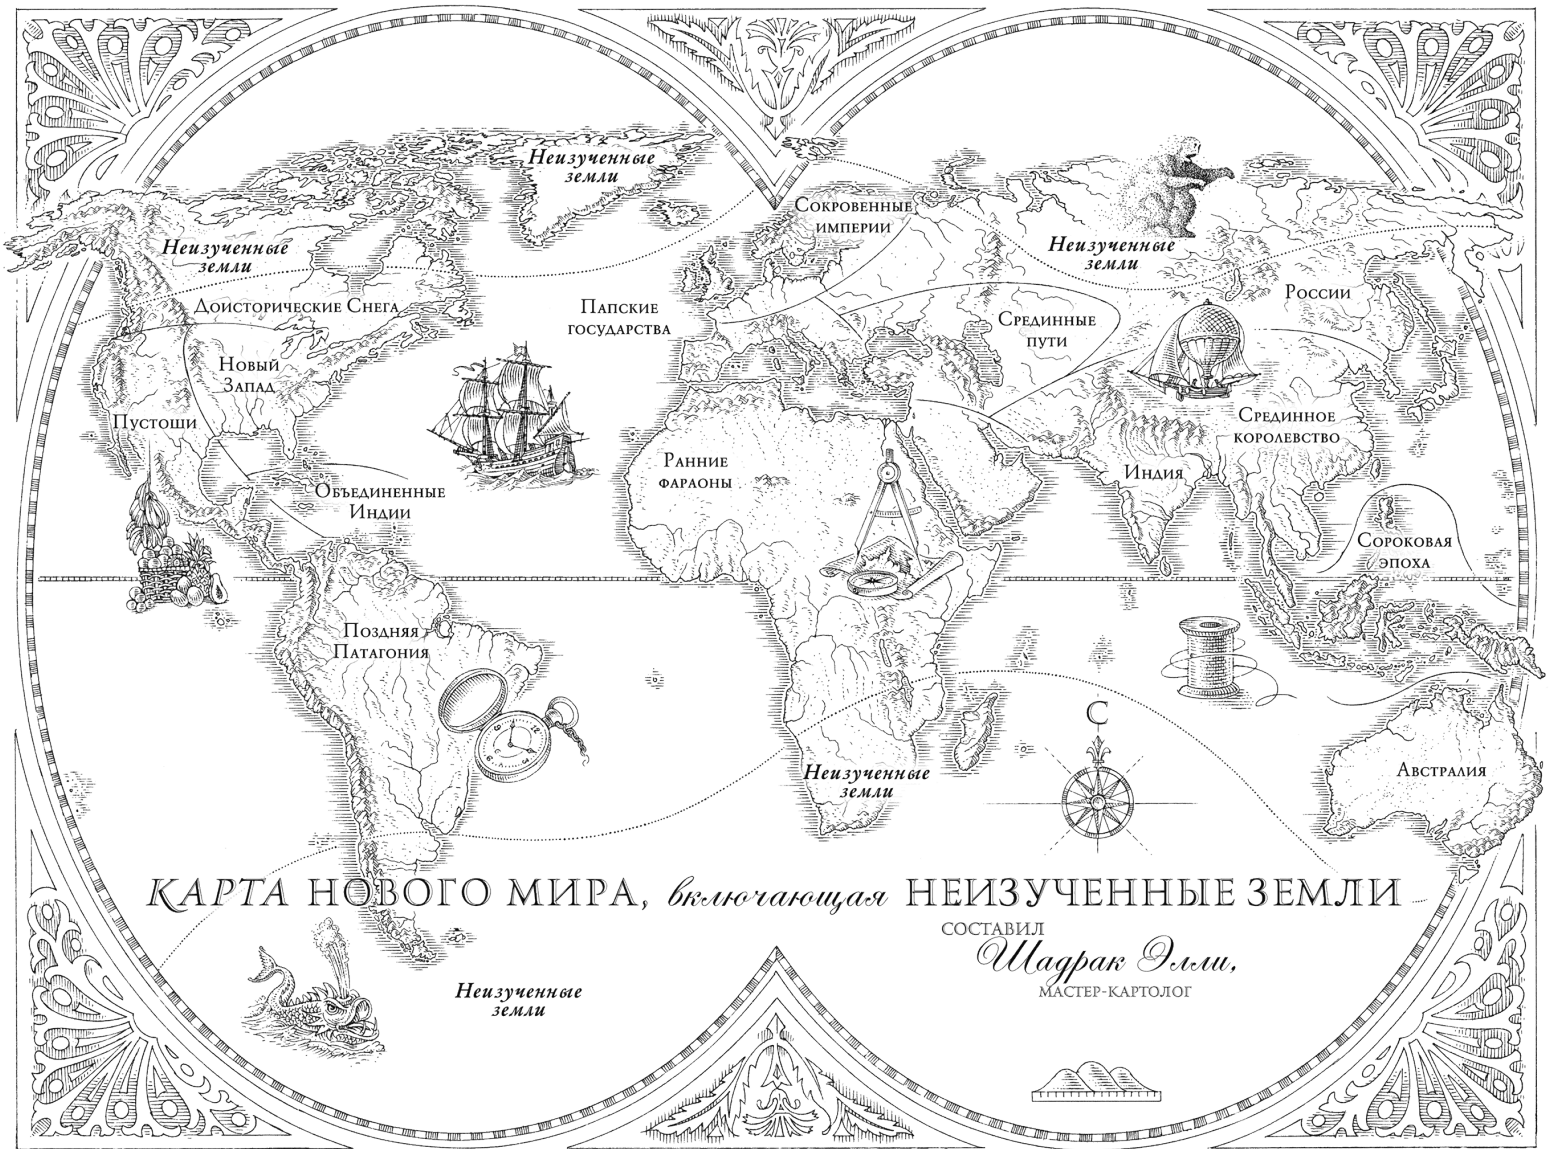 Неизученные
земли
Сокровенные
империи
Неизученные
земли
Неизученные
земли
Доисторические Снега
Папские
государства
России
Срединные
пути
Новый
Запад
Пустоши
Срединное
королевство
Ранние
фараоны
Индия
Объединенные
Индии
Сороковая
эпоха
Поздняя
Патагония
С
Неизученные
земли
Австралия
КАРТА НОВОГО МИРА, включающая НЕИЗУЧЕННЫЕ ЗЕМЛИ
СОСТАВИЛ
Шадрак Элли,
МАСТЕР-КАРТОЛОГ
Неизученные
земли